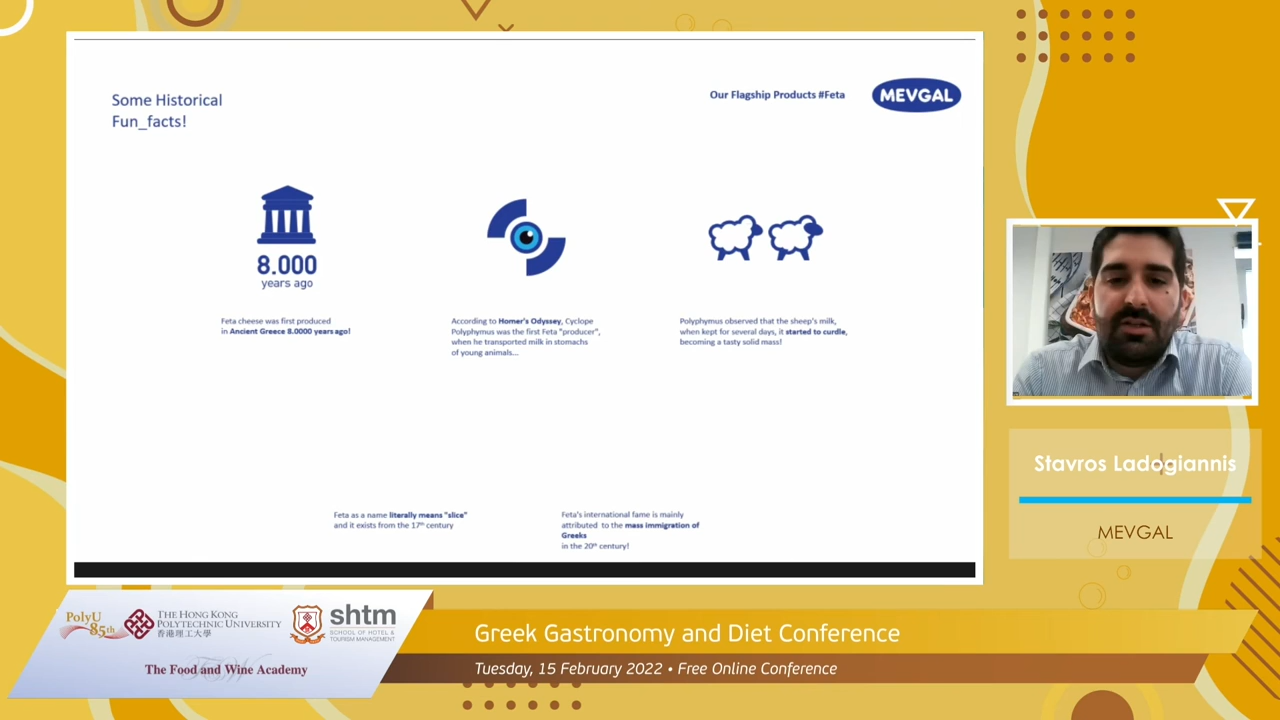 Some Historical
Fun_facts!
Our Flagship Products #Feta
MEVGAL
8.000
years ago
Feta cheese was first produced
in Ancient Greece 8.0000 years ago!
According to Homer's Odyssey, Cyclope
Polyphymus was the first Feta "producer",
when he transported milk in stomachs
of young animals...
Polyphymus observed that the sheep's milk,
when kept for several days, it started to curdle,
becoming a tasty solid mass!
Feta as a name literally means "slice"
and it exists from the 17th century
Feta's international fame is mainly
attributed to the mass immigration of
Greeks
in the 20th century!
Stavros Ladogiannis
MEVGAL
PolyU
85th
THE HONG KONG
POLYTECHNIC UNIVERSITY
香港理工大學
shtm
SCHOOL OF HOTEL &
TOURISM MANAGEMENT
The Food and Wine Academy
Greek Gastronomy and Diet Conference
Tuesday, 15 February 2022 • Free Online Conference